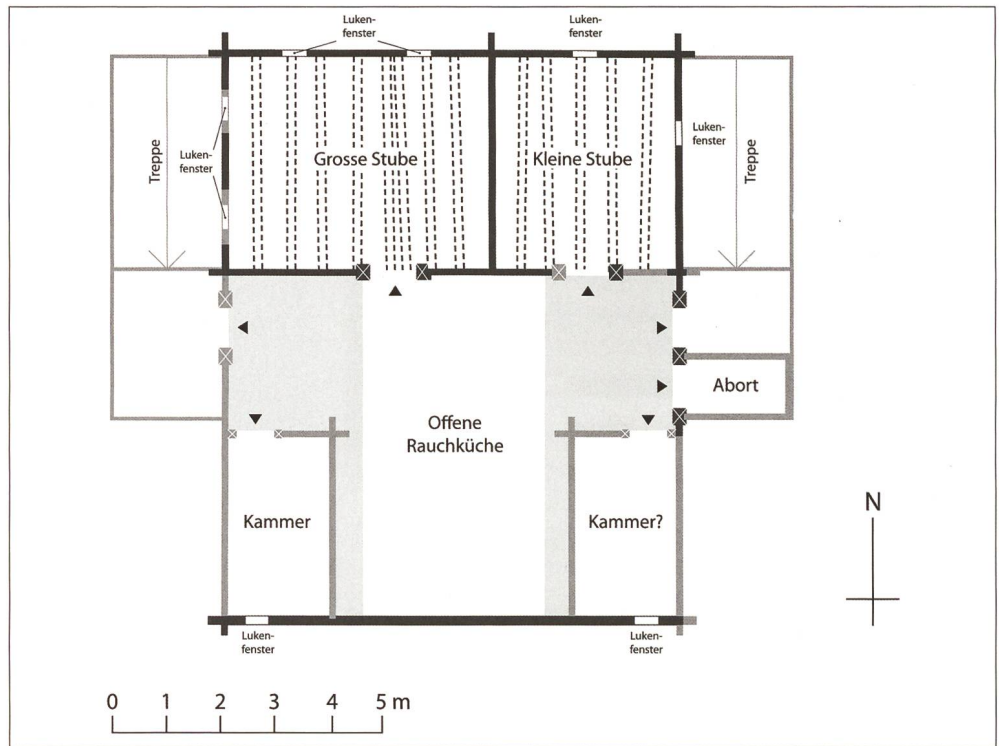 Luken-
fenster
Luken-
fenster
Treppe
Luken-
fenster
Grosse Stube
Kleine Stube
Luken-
fenster
Treppe
Abort
Offene
Rauchküche
Kammer
Kammer?
N
Luken-
fenster
Luken-
fenster
0 1 2 3 4 5 m